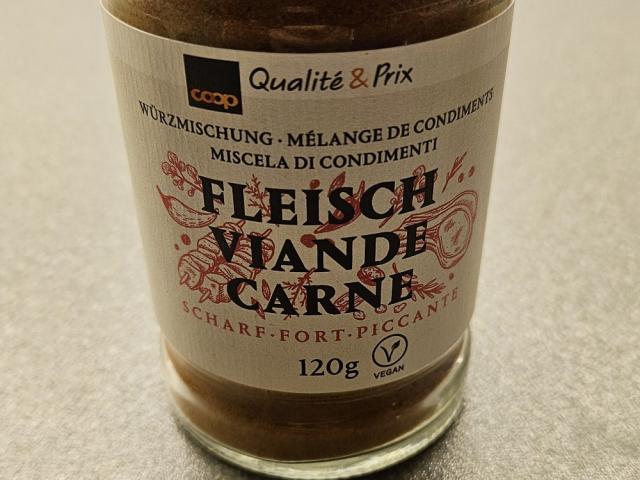 coop Qualité & Prix
WÜRZMISCHUNG · MÉLANGE DE CONDIMENTS
MISCELA DI CONDIMENTI
FLEISCH
VIANDE
CARNE
SCHARF · FORT · PICCANTE
120g
VEGAN